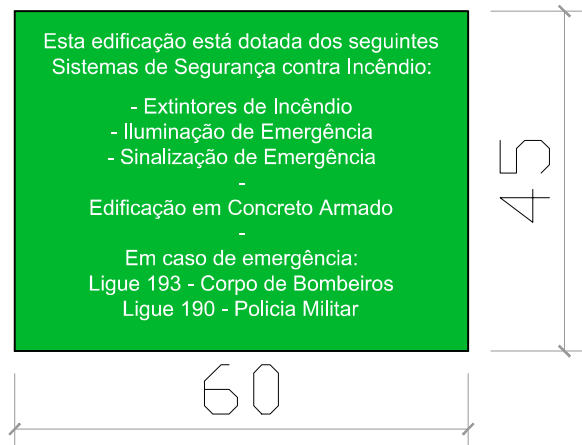 Esta edificação está dotada dos seguintes
Sistemas de Segurança contra Incêndio:
- Extintores de Incêndio
- Iluminação de Emergência
- Sinalização de Emergência
-
Edificação em Concreto Armado
-
Em caso de emergência:
Ligue 193 - Corpo de Bombeiros
Ligue 190 - Policia Militar
45
60